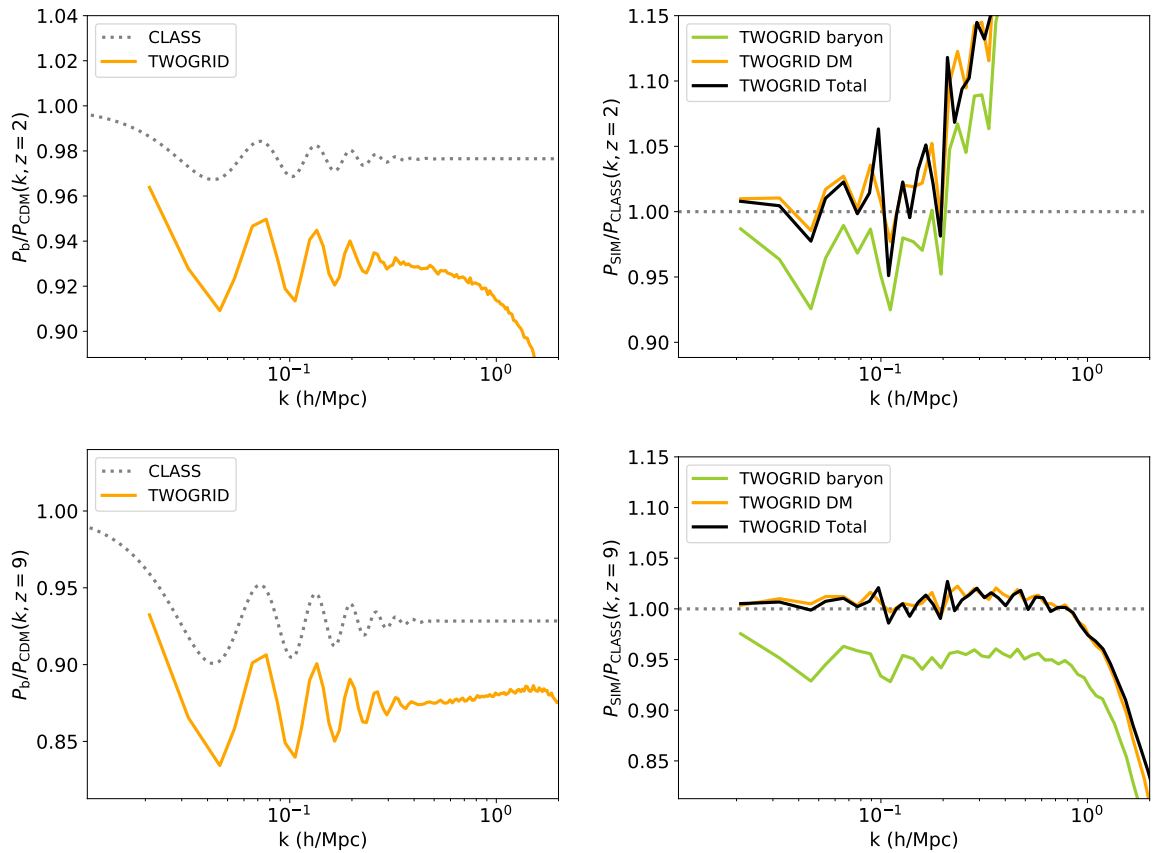 1.04
1.02
1.00
0.98
0.96
0.94
0.92
0.90
P_b/P_CDM(k, z = 2)
CLASS
TWOGRID
10^−1
10^0
k (h/Mpc)
1.15
1.10
1.05
1.00
0.95
0.90
P_SIM/P_CLASS(k, z = 2)
TWOGRID baryon
TWOGRID DM
TWOGRID Total
10^−1
10^0
k (h/Mpc)
1.00
0.95
0.90
0.85
P_b/P_CDM(k, z = 9)
CLASS
TWOGRID
10^−1
10^0
k (h/Mpc)
1.15
1.10
1.05
1.00
0.95
0.90
0.85
P_SIM/P_CLASS(k, z = 9)
TWOGRID baryon
TWOGRID DM
TWOGRID Total
10^−1
10^0
k (h/Mpc)